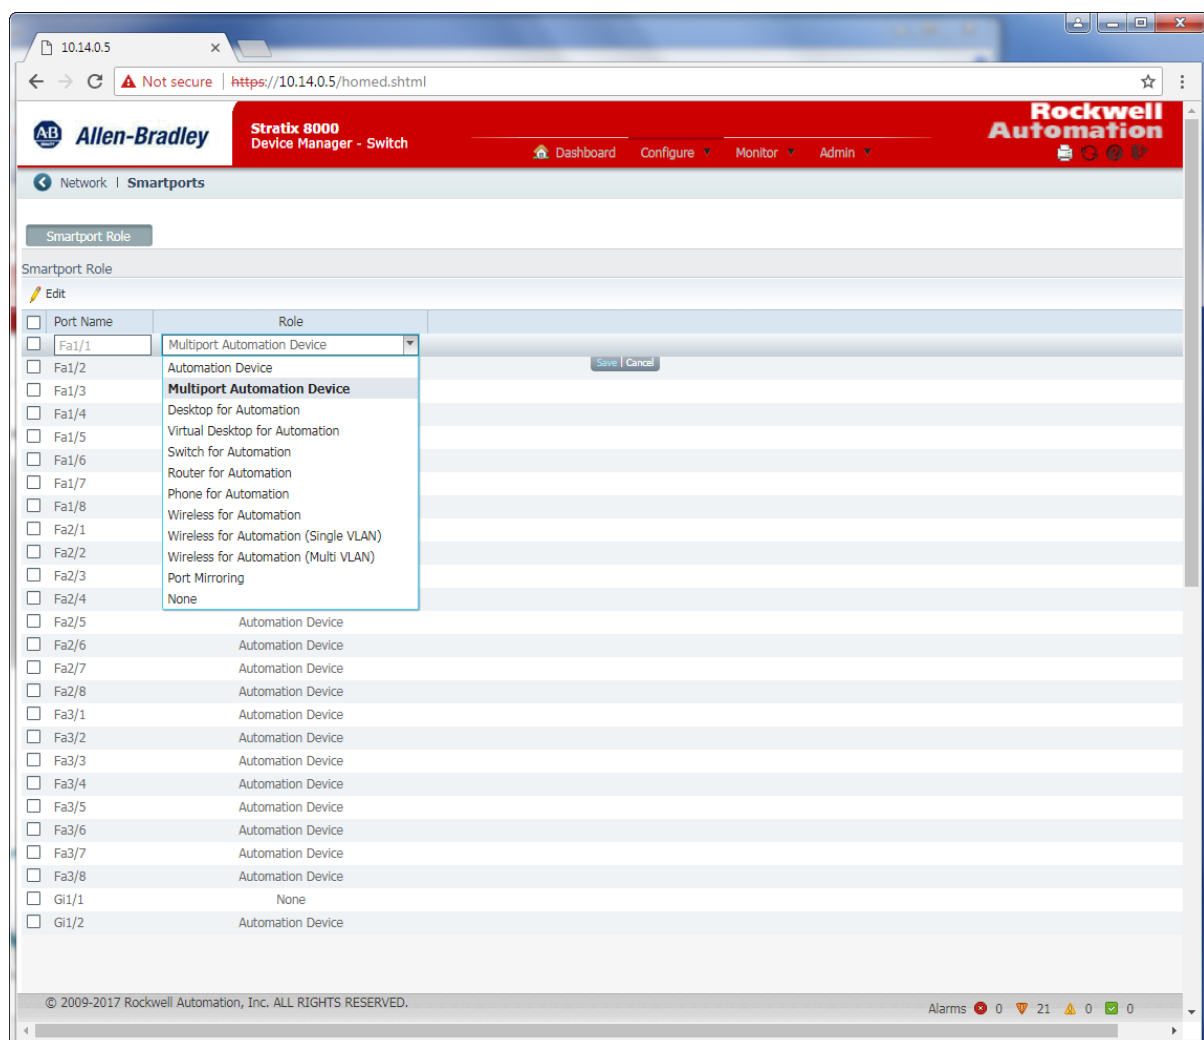 10.14.0.5
Not secure | https://10.14.0.5/homed.shtml
AB Allen-Bradley
Stratix 8000
Device Manager - Switch
Rockwell
Automation
Dashboard Configure Monitor Admin
Network | Smartports
Smartport Role
Smartport Role
Edit
Port Name Role
Fa1/1 Multiport Automation Device
Save | Cancel
Fa1/2 Automation Device
Fa1/3 Multiport Automation Device
Fa1/4 Desktop for Automation
Fa1/5 Virtual Desktop for Automation
Fa1/6 Switch for Automation
Router for Automation
Fa1/7
Phone for Automation
Fa1/8 Wireless for Automation
Fa2/1 Wireless for Automation (Single VLAN)
Fa2/2 Wireless for Automation (Multi VLAN)
Fa2/3 Port Mirroring
Fa2/4 None
Fa2/5 Automation Device
Fa2/6 Automation Device
Fa2/7 Automation Device
Fa2/8 Automation Device
Fa3/1 Automation Device
Fa3/2 Automation Device
Fa3/3 Automation Device
Fa3/4 Automation Device
Fa3/5 Automation Device
Fa3/6 Automation Device
Fa3/7 Automation Device
Fa3/8 Automation Device
Gi1/1 None
Gi1/2 Automation Device
© 2009-2017 Rockwell Automation, Inc. ALL RIGHTS RESERVED.
Alarms 0 21 0 0